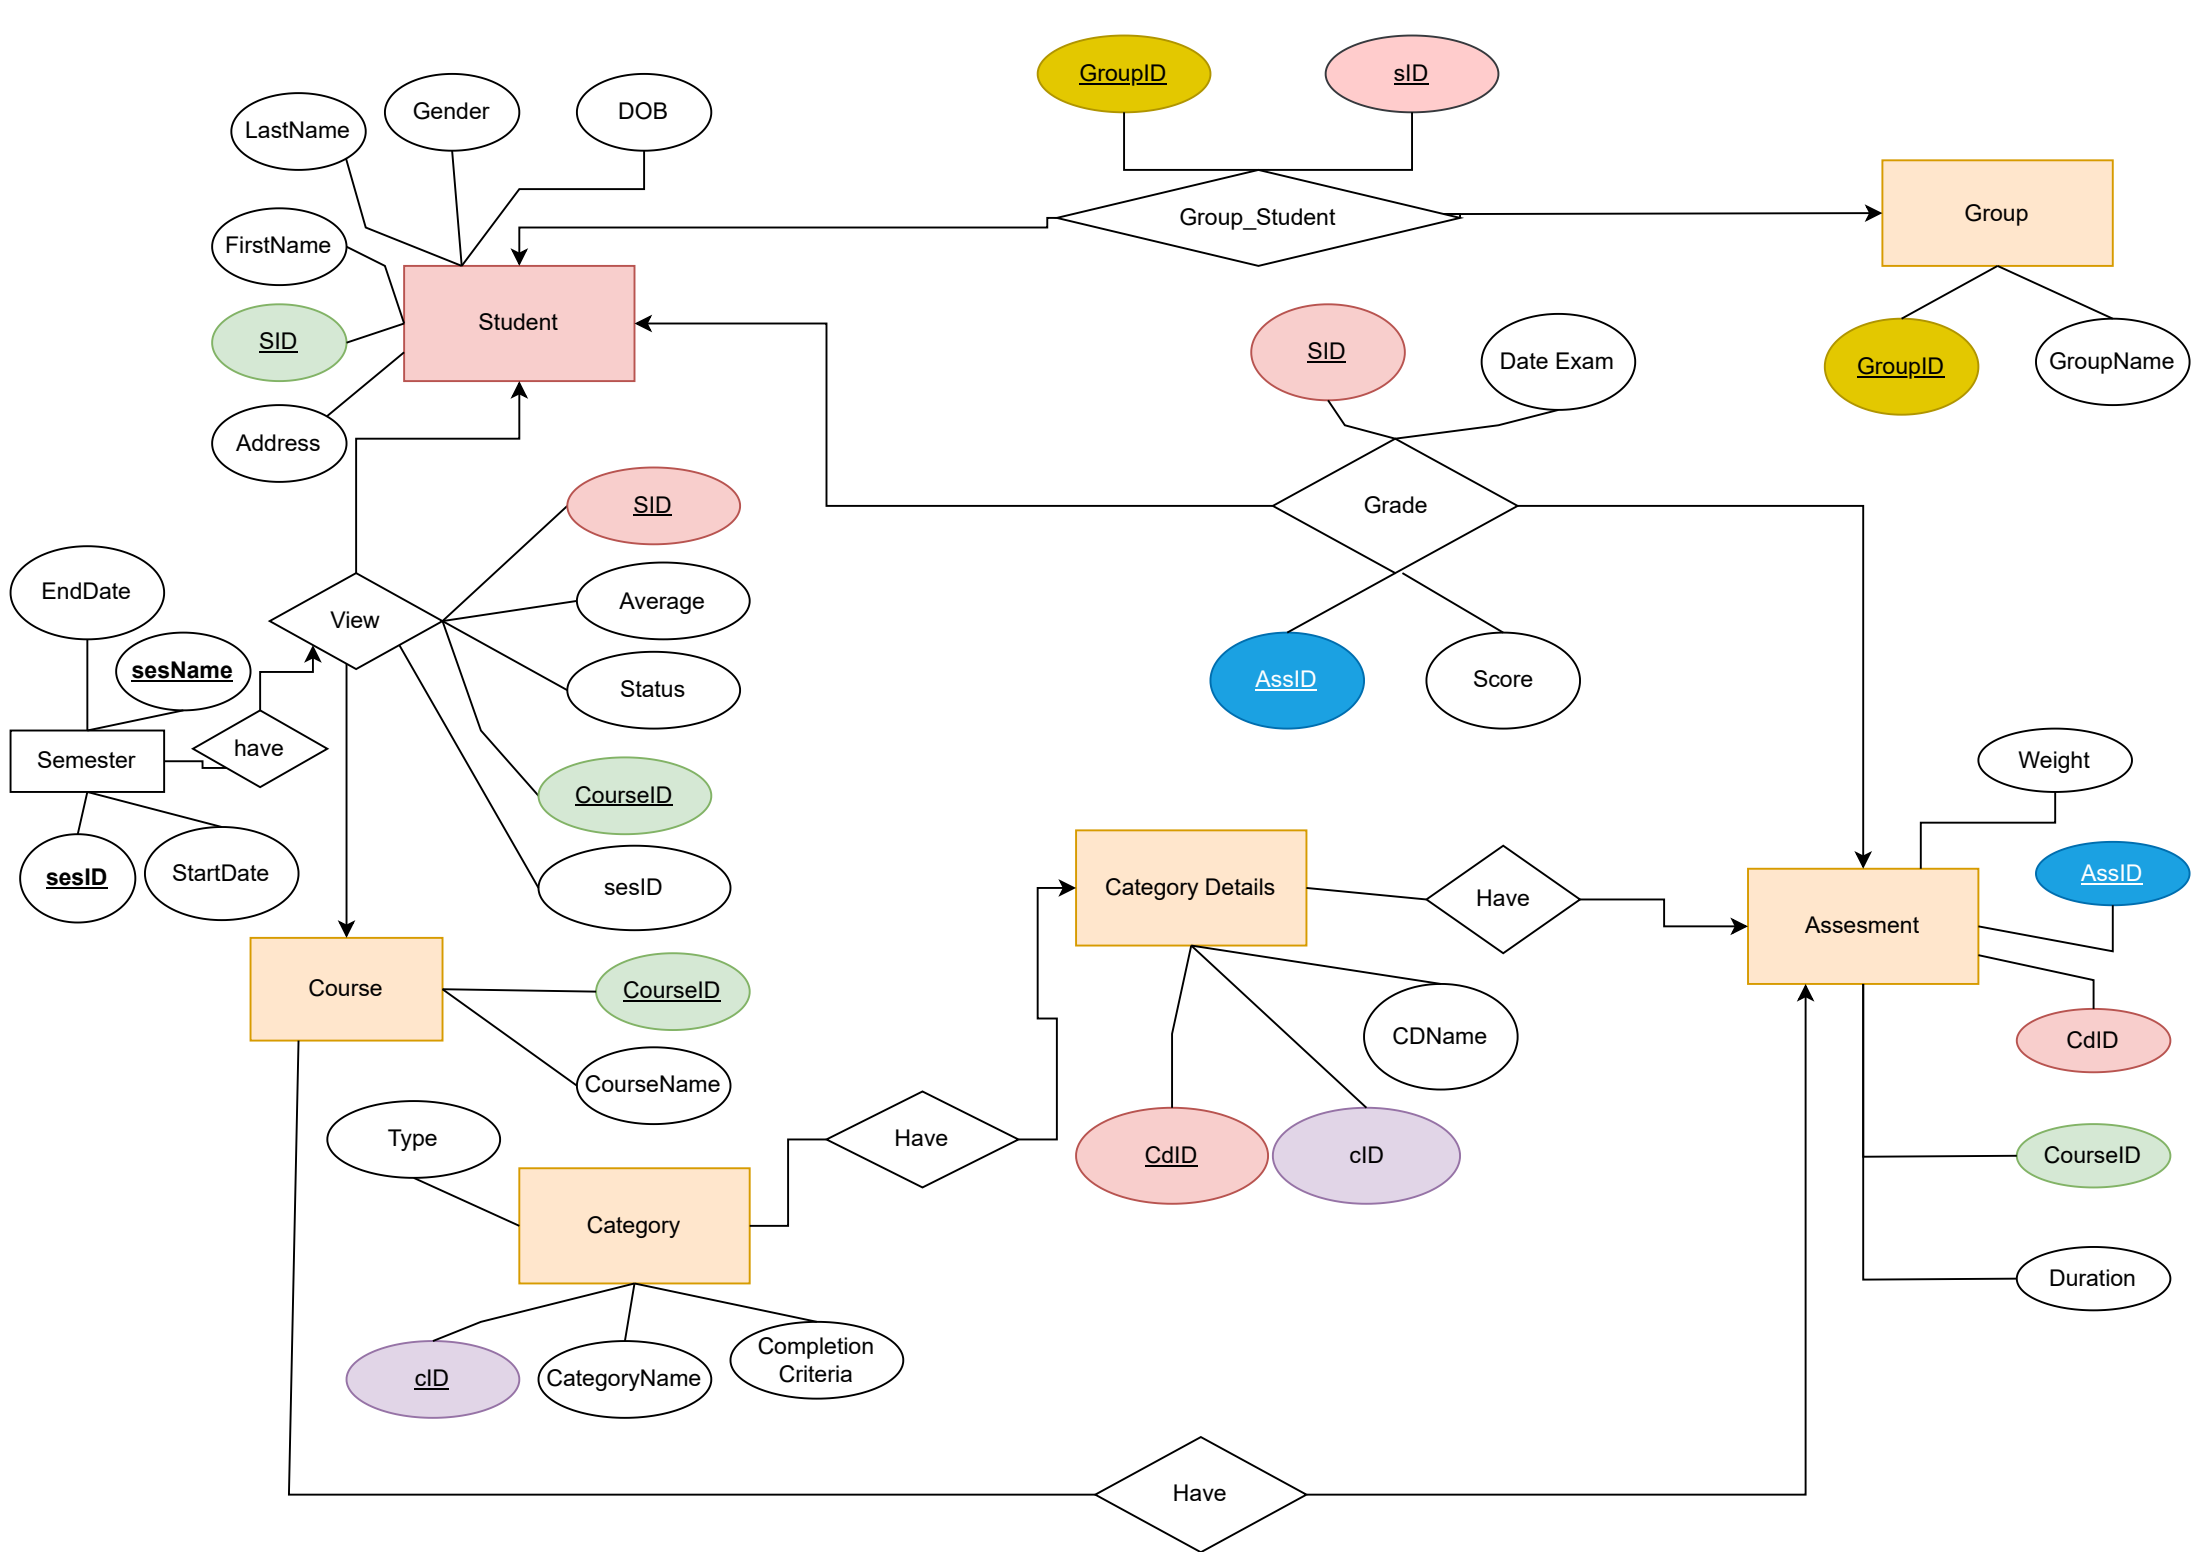 GroupID
sID
Gender
DOB
LastName
Group_Student
Group
FirstName
Student
SID
SID
Date Exam
GroupID
GroupName
Address
SID
Grade
EndDate
Average
View
sesName
Status
AssID
Score
have
Semester
Weight
CourseID
sesID
StartDate
sesID
Category Details
Have
AssID
Assesment
Course
CourseID
CDName
CdID
CourseName
Type
Have
CdID
cID
CourseID
Category
Duration
Completion
Criteria
cID
CategoryName
Have